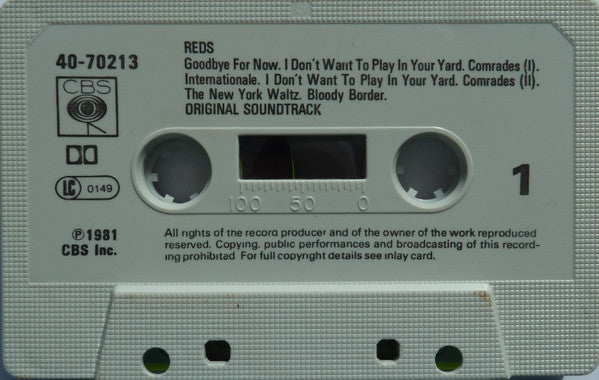 REDS
40-70213
Goodbye For Now. I Don't Want To Play In Your Yard. Comrades (I).
Internationale. I Don't Want To Play In Your Yard. Comrades (II).
The New York Waltz. Bloody Border.
ORIGINAL SOUNDTRACK
CBS
LC 0149
100 50 0
1
℗ 1981
CBS Inc.
All rights of the record producer and of the owner of the work reproduced
reserved. Copying, public performances and broadcasting of this record-
ing prohibited For full copyright details see inlay card.